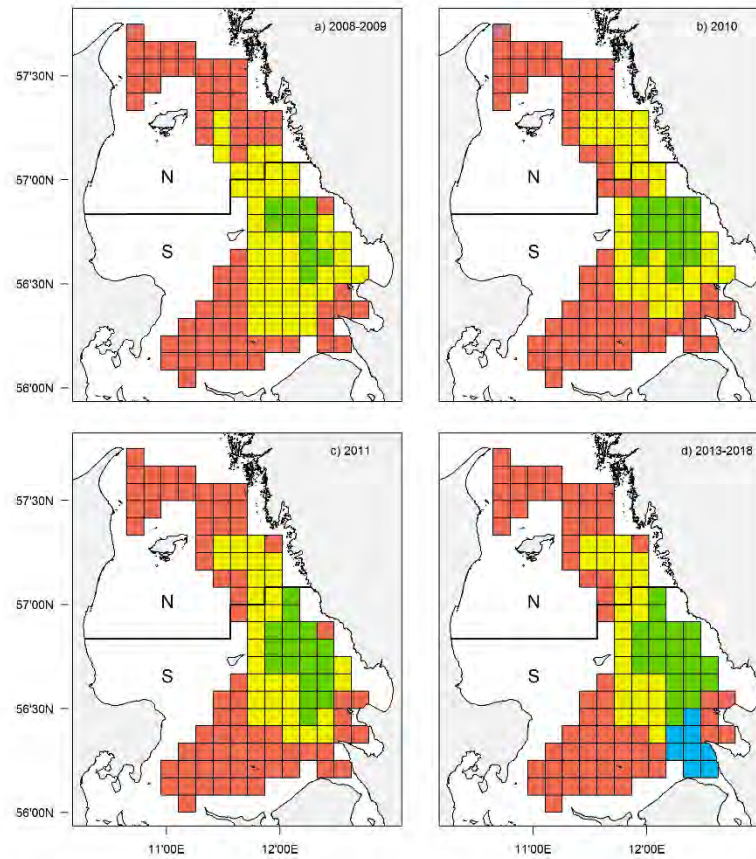 a) 2008-2009
b) 2010
57'30N
57'00N
56'30N
56'00N
N
S
N
S
c) 2011
d) 2013-2018
57'30N
57'00N
56'30N
56'00N
N
S
N
S
11'00E
12'00E
11'00E
12'00E